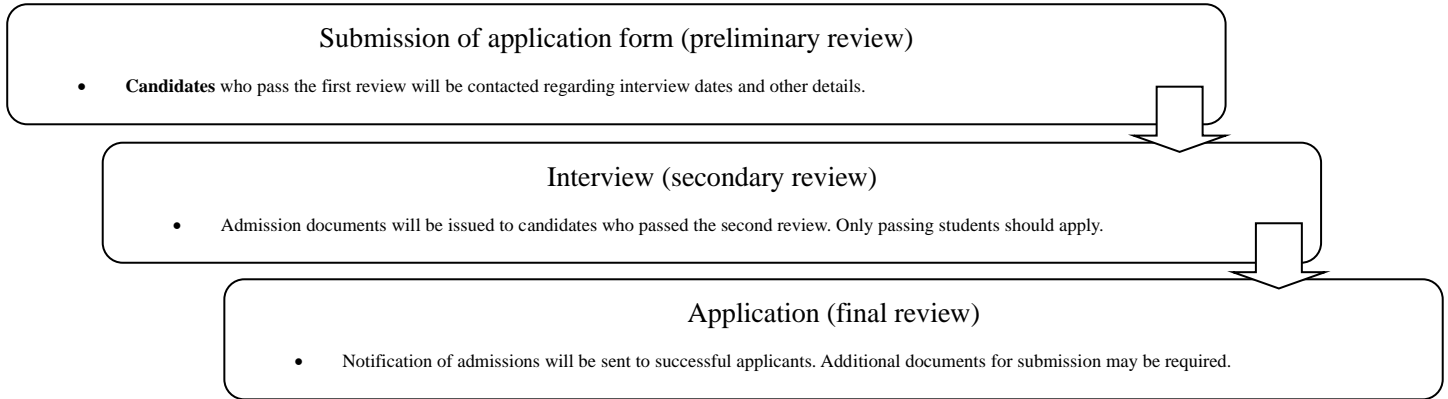 Submission of application form (preliminary review)
• Candidates who pass the first review will be contacted regarding interview dates and other details.
Interview (secondary review)
• Admission documents will be issued to candidates who passed the second review. Only passing students should apply.
Application (final review)
• Notification of admissions will be sent to successful applicants. Additional documents for submission may be required.